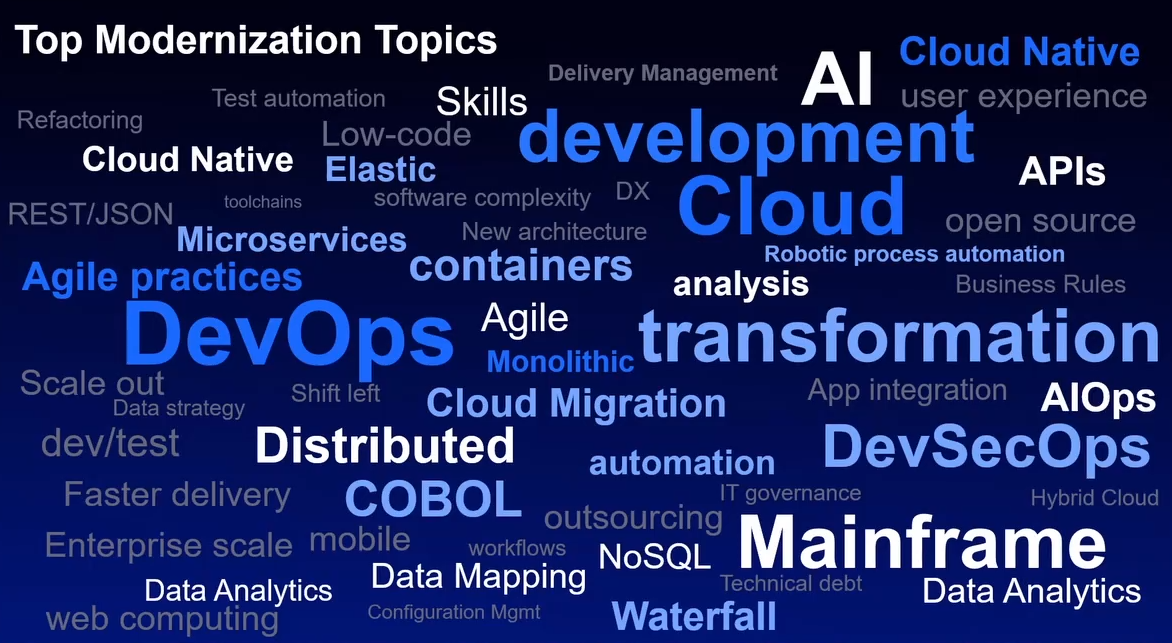 Top Modernization Topics
Delivery Management
AI
Cloud Native
Test automation
Skills
user experience
Refactoring
Low-code
development
Cloud Native
Elastic
APIs
toolchains
software complexity
DX
Cloud
REST/JSON
open source
Microservices
New architecture
Robotic process automation
Agile practices
containers
analysis
Business Rules
DevOps
Agile
transformation
Monolithic
Scale out
Shift left
App integration
AIOps
Data strategy
Cloud Migration
dev/test
Distributed
DevSecOps
automation
Faster delivery
COBOL
IT governance
Hybrid Cloud
outsourcing
Enterprise scale
mobile
workflows
NoSQL
Mainframe
Data Analytics
Data Mapping
Technical debt
Data Analytics
web computing
Configuration Mgmt
Waterfall